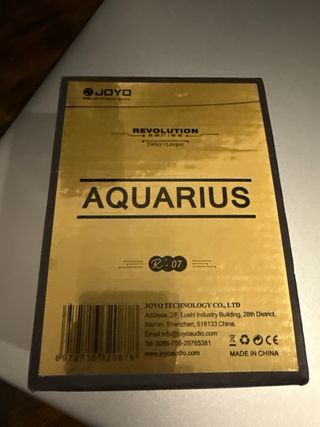 JOYO
REVOLUTION
SERIES
Delay+Looper
AQUARIUS
R-07
JOYO TECHNOLOGY CO., LTD
Address: 2/F, Lushi Industry Building, 28th District,
Bao'an, Shenzhen, 518133 China.
Email:info@joyoaudio.com
Tel: 0086-755-29765381
www.joyoaudio.com
MADE IN CHINA